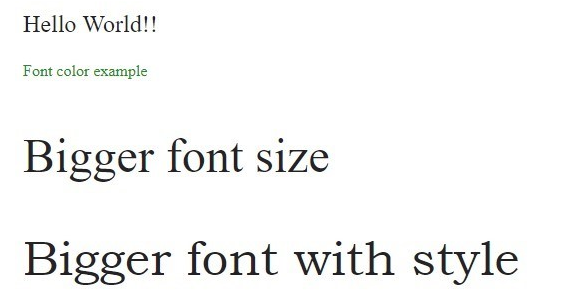 Hello World!!
Font color example
Bigger font size
Bigger font with style